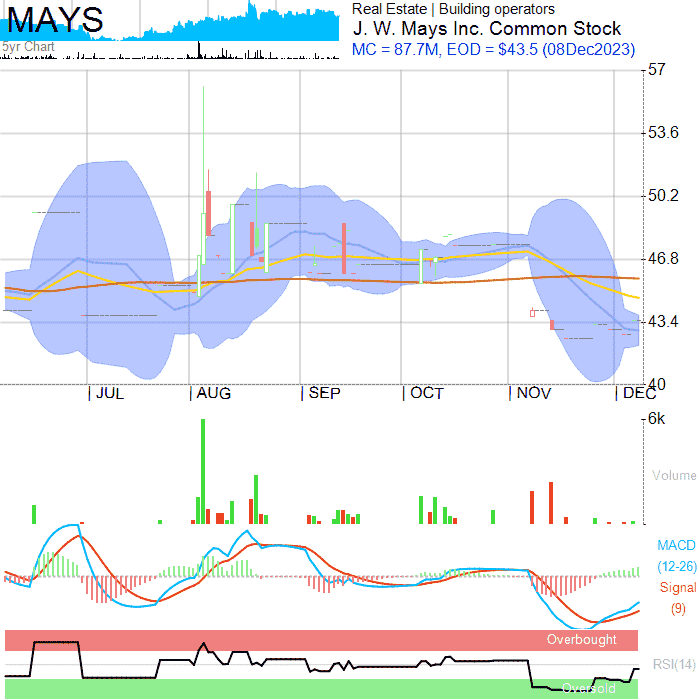 MAYS
5yr Chart
Real Estate | Building operators
J. W. Mays Inc. Common Stock
MC = 87.7M, EOD = $43.5 (08Dec2023)
57
53.6
50.2
46.8
43.4
40
JUL AUG SEP OCT NOV DEC
6k
Volume
MACD
(12-26)
Signal
(9)
Overbought
RSI(14)
Oversold